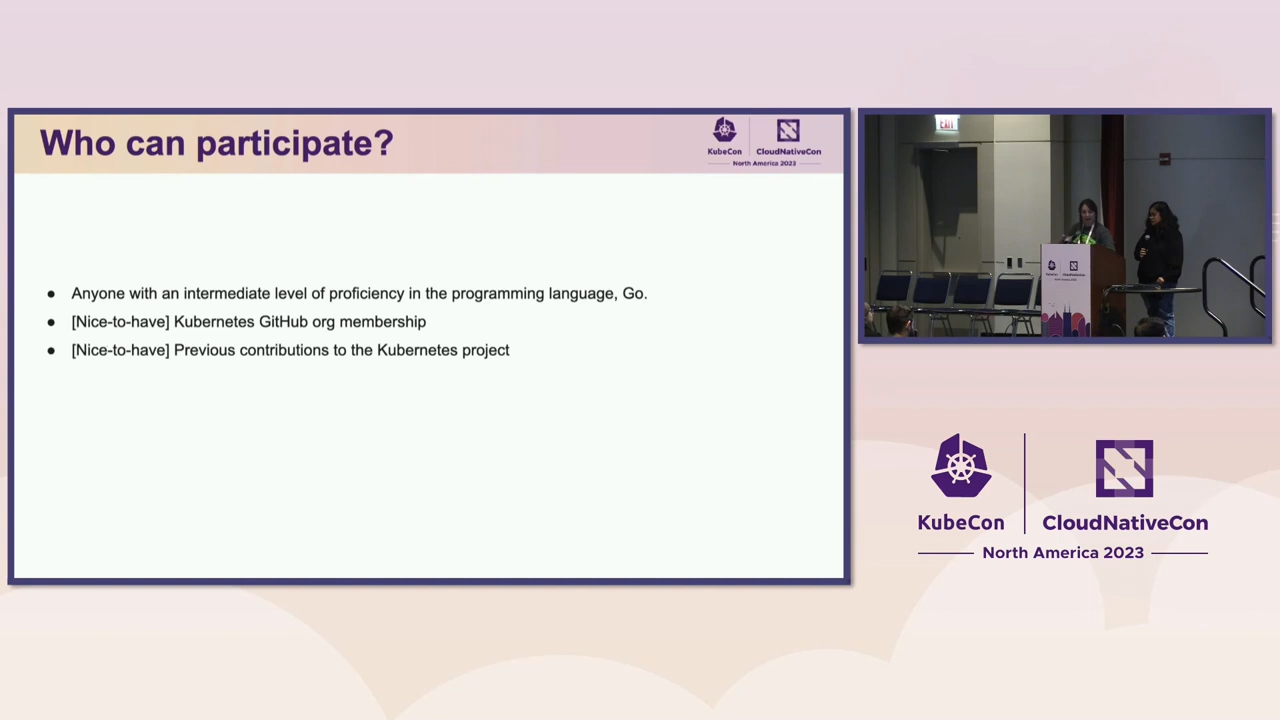 Who can participate?
KubeCon
CloudNativeCon
North America 2023
● Anyone with an intermediate level of proficiency in the programming language, Go.
● [Nice-to-have] Kubernetes GitHub org membership
● [Nice-to-have] Previous contributions to the Kubernetes project
EXIT
KubeCon
CloudNativeCon
North America 2023